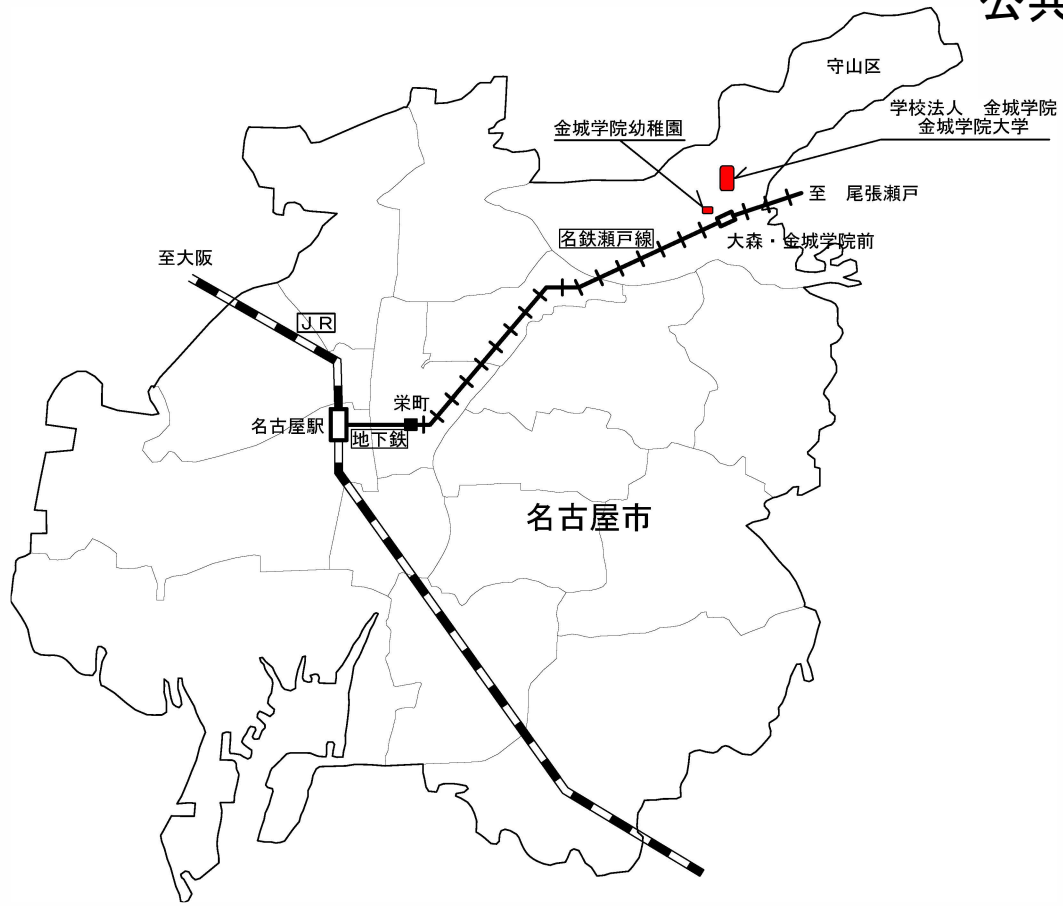 公共
守山区
学校法人　金城学院
金城学院大学
金城学院幼稚園
至　尾張瀬戸
名鉄瀬戸線
大森・金城学院前
至大阪
ＪＲ
栄町
名古屋駅
地下鉄
名古屋市